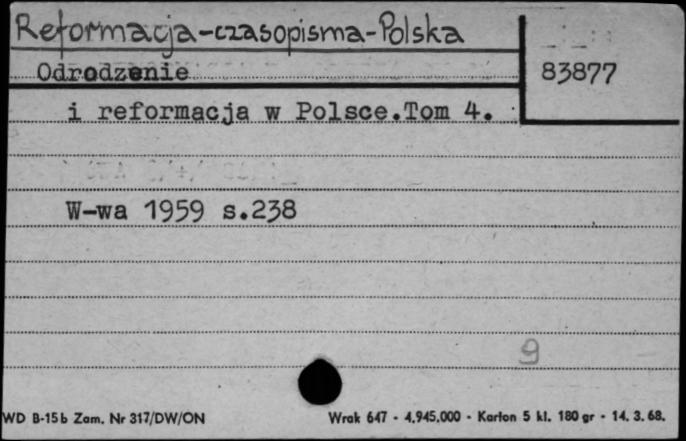 Reformacja-czasopisma-Polska
Odrodzenie
83877
i reformacja w Polsce.Tom 4.
W-wa 1959 s.238
9
WD B-15b Zam. Nr 317/DW/ON
Wrak 647 - 4.945.000 - Karton 5 kl. 180 gr - 14. 3. 68.